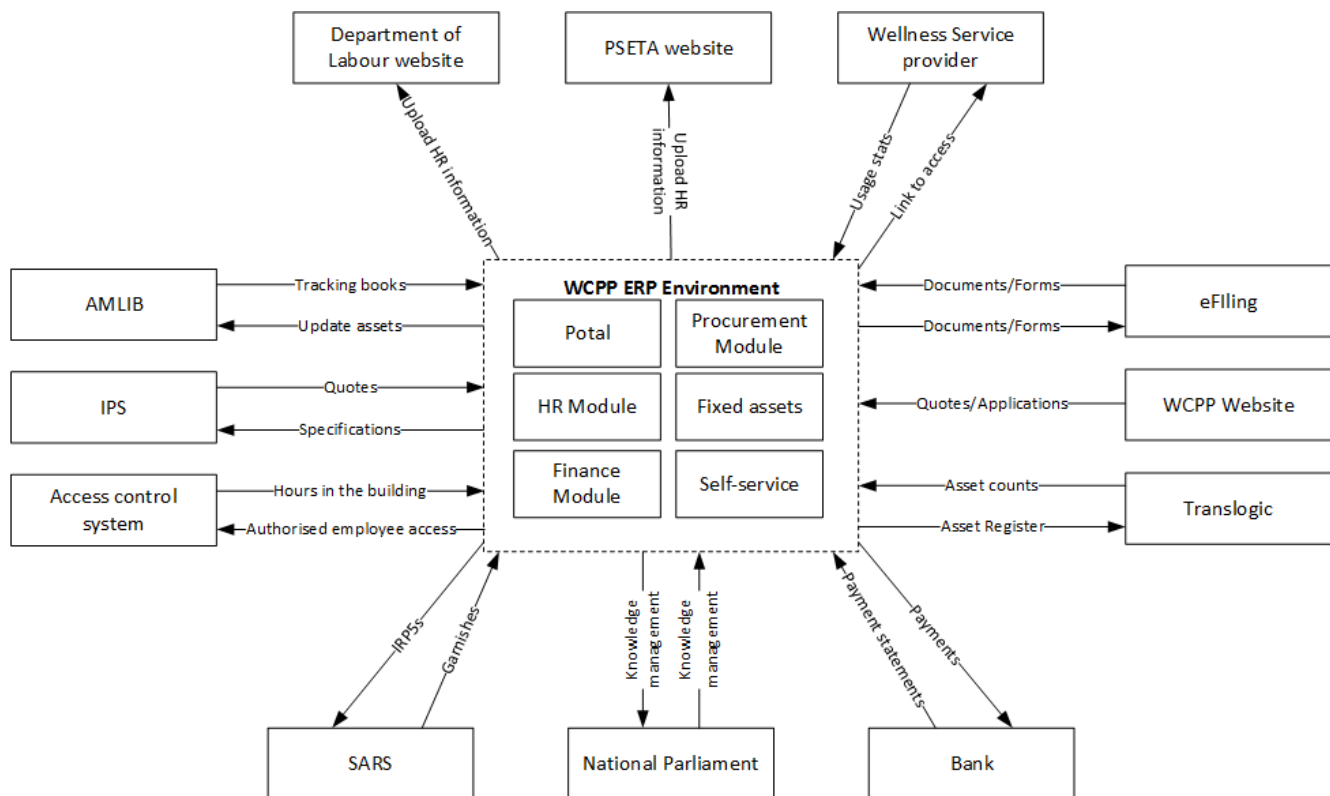 Department of
Labour website
PSETA website
Wellness Service
provider
Upload HR information
Upload HR
information
Usage stats
Link to access
AMLIB
Tracking books
Update assets
IPS
Quotes
Specifications
Access control
system
Hours in the building
Authorised employee access
WCPP ERP Environment
Potal
Procurement
Module
HR Module
Fixed assets
Finance
Module
Self-service
Documents/Forms
Documents/Forms
eFIling
Quotes/Applications
WCPP Website
Asset counts
Asset Register
Translogic
IRP5s
Garnishes
Knowledge
management
Knowledge
management
Payment statements
Payments
SARS
National Parliament
Bank